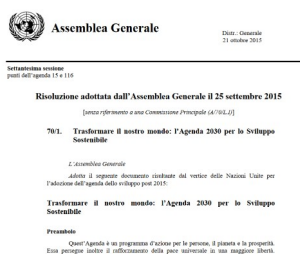 Assemblea Generale
Distr.: Generale
21 ottobre 2015
Settantesima sessione
punti dell'agenda 15 e 116
Risoluzione adottata dall'Assemblea Generale il 25 settembre 2015
[senza riferimento a una Commissione Principale (A/70/L.1)]
70/1. Trasformare il nostro mondo: l'Agenda 2030 per lo Sviluppo
Sostenibile
L'Assemblea Generale
Adotta il seguente documento risultante dal vertice delle Nazioni Unite per
l'adozione dell'agenda dello sviluppo post 2015:
Trasformare il nostro mondo: l'Agenda 2030 per lo Sviluppo
Sostenibile
Preambolo
Quest'Agenda è un programma d'azione per le persone, il pianeta e la prosperità.
Essa persegue inoltre il rafforzamento della pace universale in una maggiore libertà.